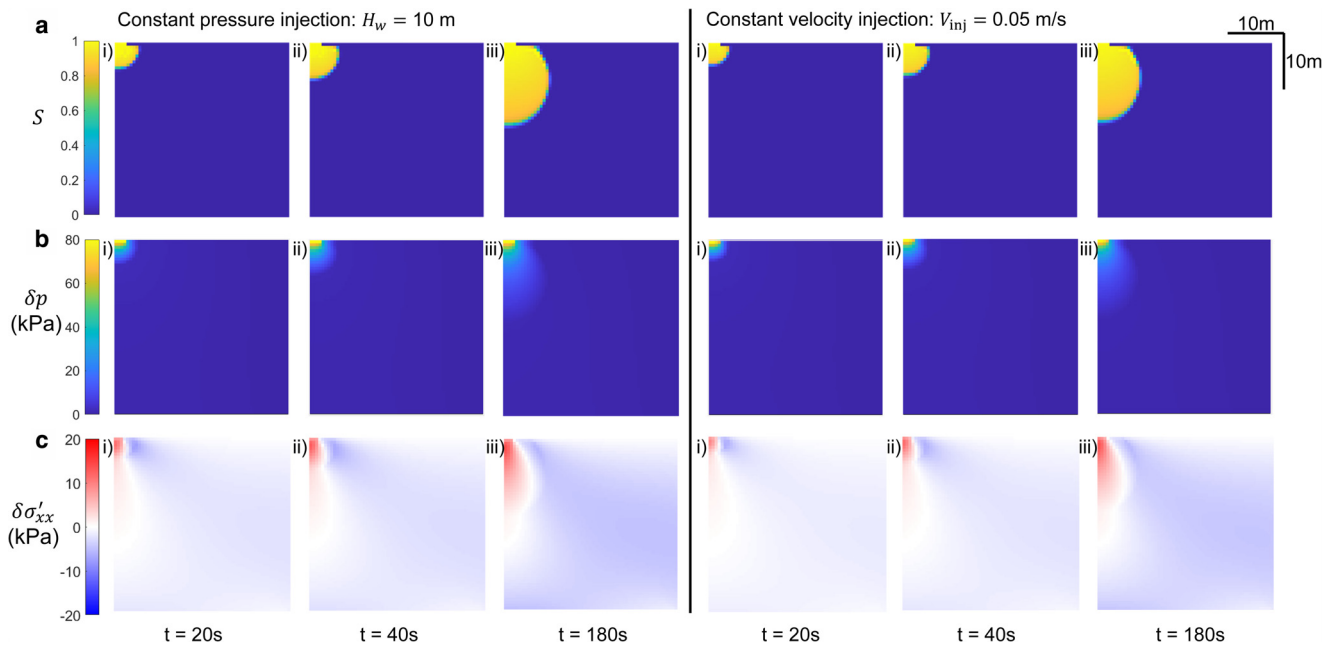 a
Constant pressure injection: H_w = 10 m
Constant velocity injection: V_inj = 0.05 m/s
10m
10m
S
1
0.8
0.6
0.4
0.2
0
i) ii) iii) i) ii) iii)
b
δp
(kPa)
80
60
40
20
0
i) ii) iii) i) ii) iii)
c
δσ′_xx
(kPa)
20
10
0
-10
-20
i) ii) iii) i) ii) iii)
t = 20s t = 40s t = 180s t = 20s t = 40s t = 180s